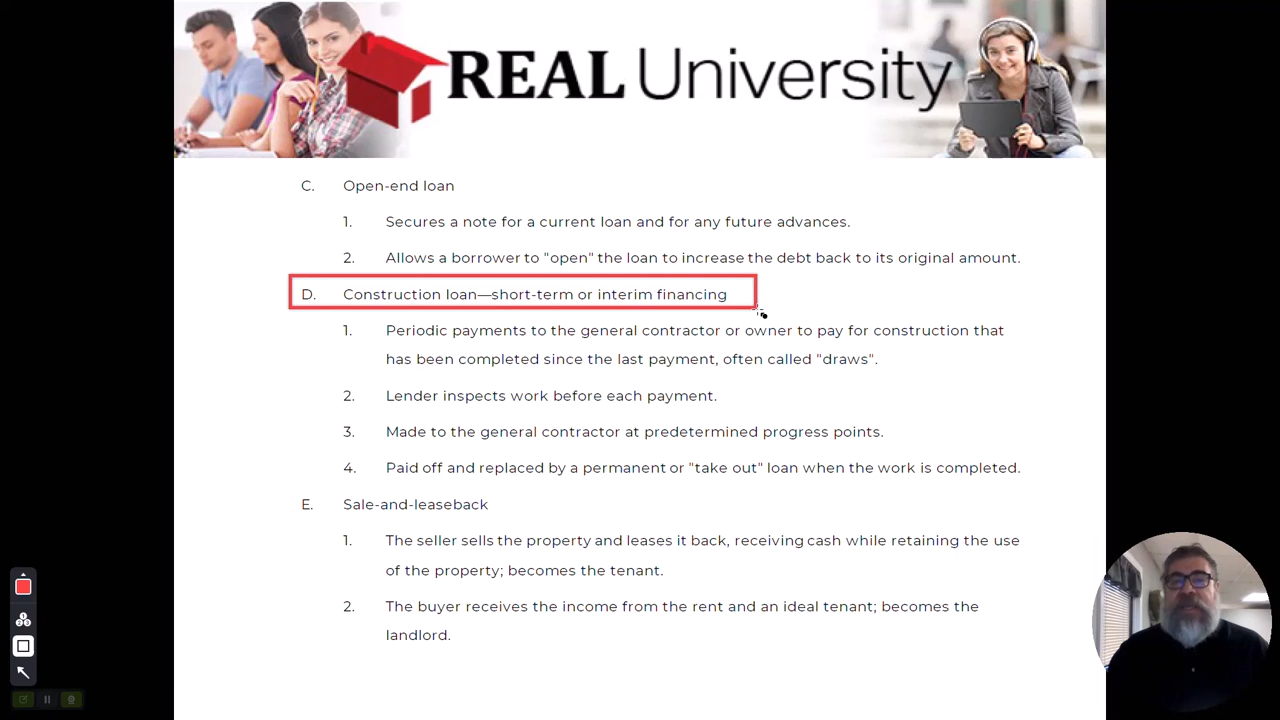 REAL University
C. Open-end loan
1. Secures a note for a current loan and for any future advances.
2. Allows a borrower to "open" the loan to increase the debt back to its original amount.
D. Construction loan—short-term or interim financing
1. Periodic payments to the general contractor or owner to pay for construction that
has been completed since the last payment, often called "draws".
2. Lender inspects work before each payment.
3. Made to the general contractor at predetermined progress points.
4. Paid off and replaced by a permanent or "take out" loan when the work is completed.
E. Sale-and-leaseback
1. The seller sells the property and leases it back, receiving cash while retaining the use
of the property; becomes the tenant.
2. The buyer receives the income from the rent and an ideal tenant; becomes the
landlord.